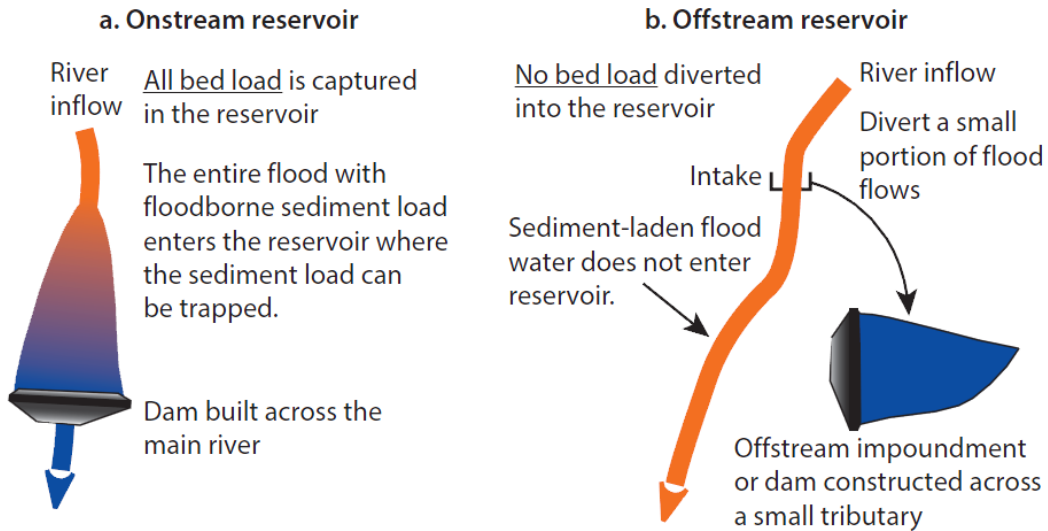 a. Onstream reservoir
River
inflow
All bed load is captured
in the reservoir
The entire flood with
floodborne sediment load
enters the reservoir where
the sediment load can
be trapped.
Dam built across the
main river
b. Offstream reservoir
No bed load diverted
into the reservoir
River inflow
Divert a small
portion of flood
flows
Intake
Sediment-laden flood
water does not enter
reservoir.
Offstream impoundment
or dam constructed across
a small tributary